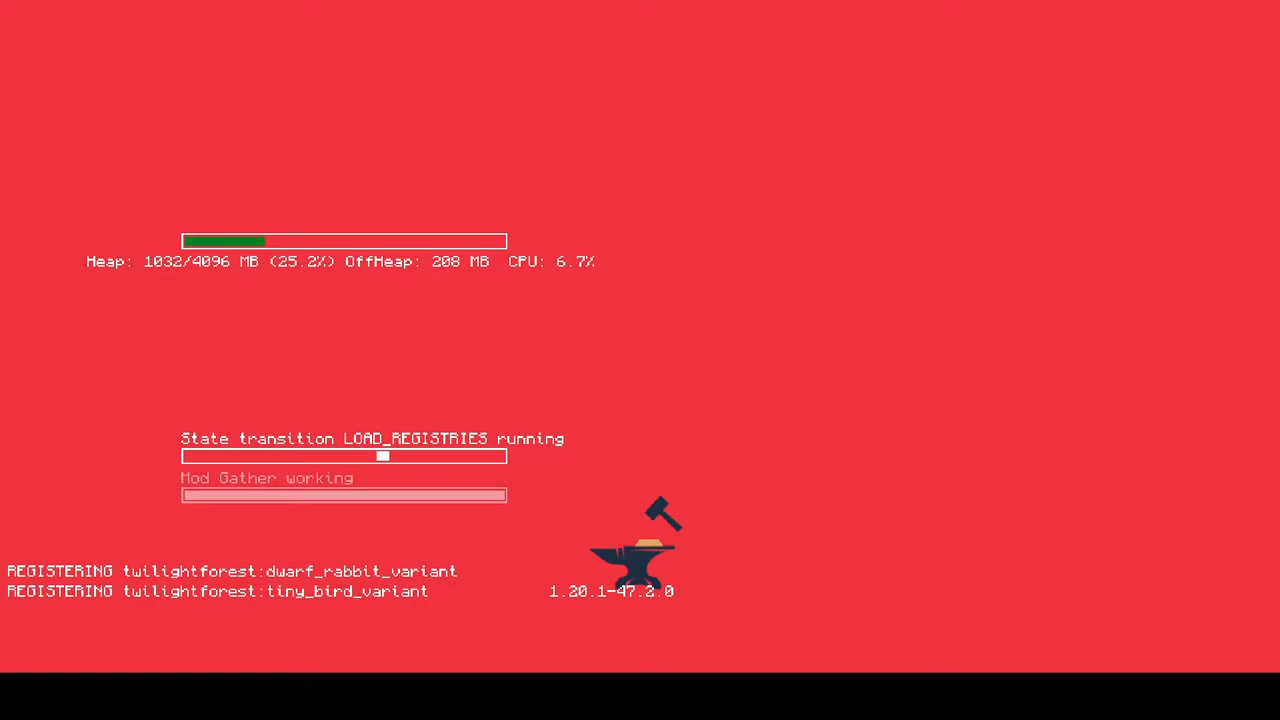 Heap: 1032/4096 MB (25.2%) OffHeap: 208 MB CPU: 6.7%
State transition LOAD_REGISTRIES running
Mod Gather working
REGISTERING twilightforest:dwarf_rabbit_variant
REGISTERING twilightforest:tiny_bird_variant
1.20.1-47.2.0